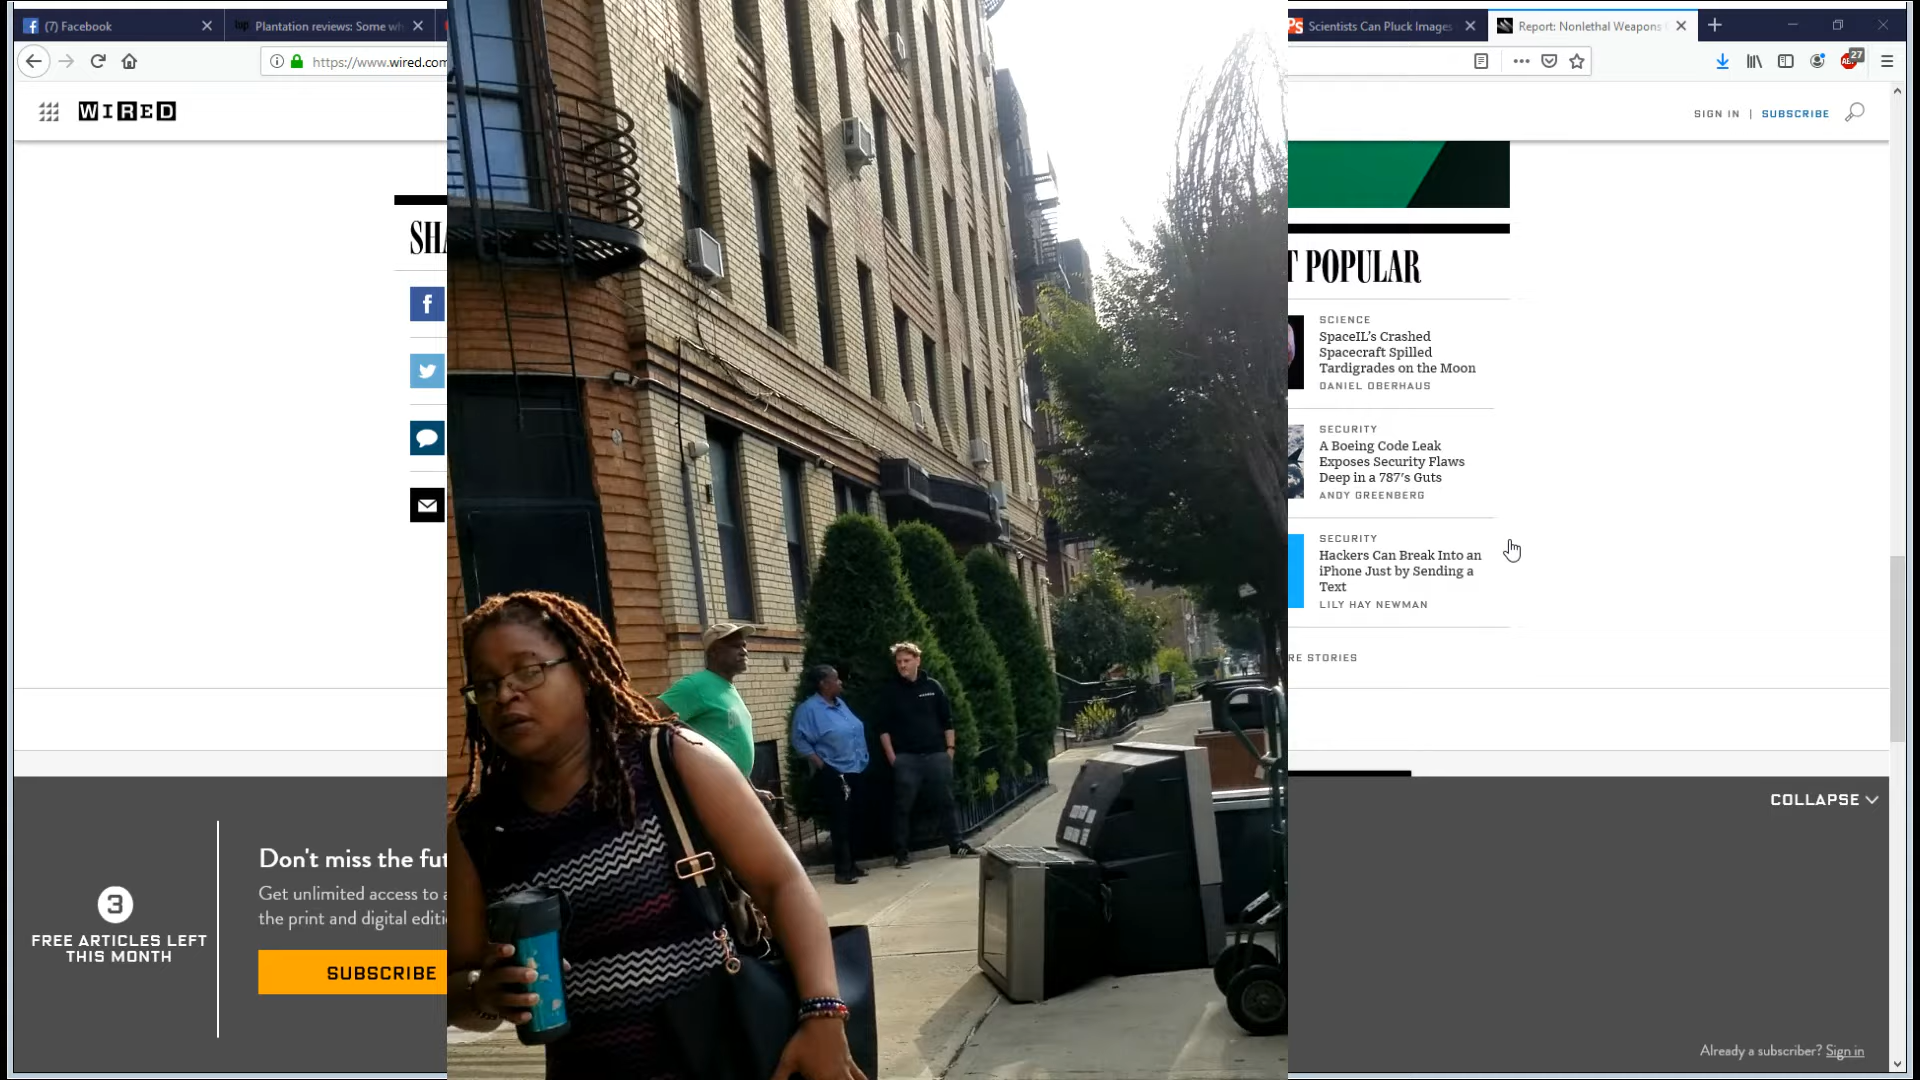 (7) Facebook
Plantation reviews: Some wh
Scientists Can Pluck Images
Report: Nonlethal Weapons
https://www.wired.com
27
WIRED
SIGN IN | SUBSCRIBE
SHA
T POPULAR
SCIENCE
SpaceIL's Crashed
Spacecraft Spilled
Tardigrades on the Moon
DANIEL OBERHAUS
SECURITY
A Boeing Code Leak
Exposes Security Flaws
Deep in a 787's Guts
ANDY GREENBERG
SECURITY
Hackers Can Break Into an
iPhone Just by Sending a
Text
LILY HAY NEWMAN
RE STORIES
COLLAPSE
3
FREE ARTICLES LEFT
THIS MONTH
Don't miss the fut
Get unlimited access to a
the print and digital editi
SUBSCRIBE
Already a subscriber? Sign in